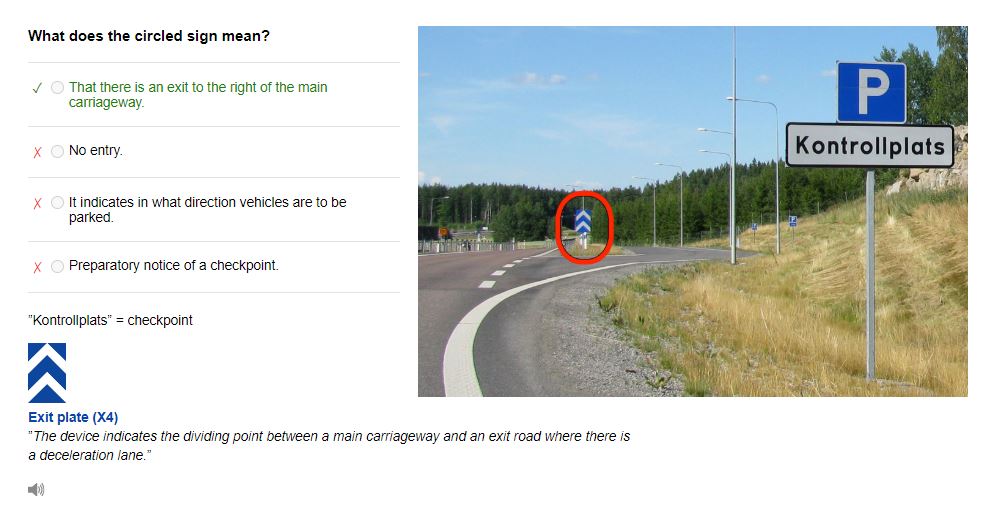 What does the circled sign mean?
✓ That there is an exit to the right of the main
carriageway.
✗ No entry.
✗ It indicates in what direction vehicles are to be
parked.
✗ Preparatory notice of a checkpoint.
"Kontrollplats" = checkpoint
Exit plate (X4)
"The device indicates the dividing point between a main carriageway and an exit road where there is
a deceleration lane."
P
Kontrollplats